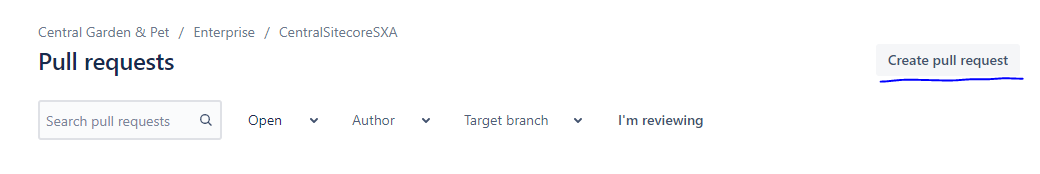 Central Garden & Pet / Enterprise / CentralSitecoreSXA
Pull requests
Create pull request
Search pull requests
Open
Author
Target branch
I'm reviewing